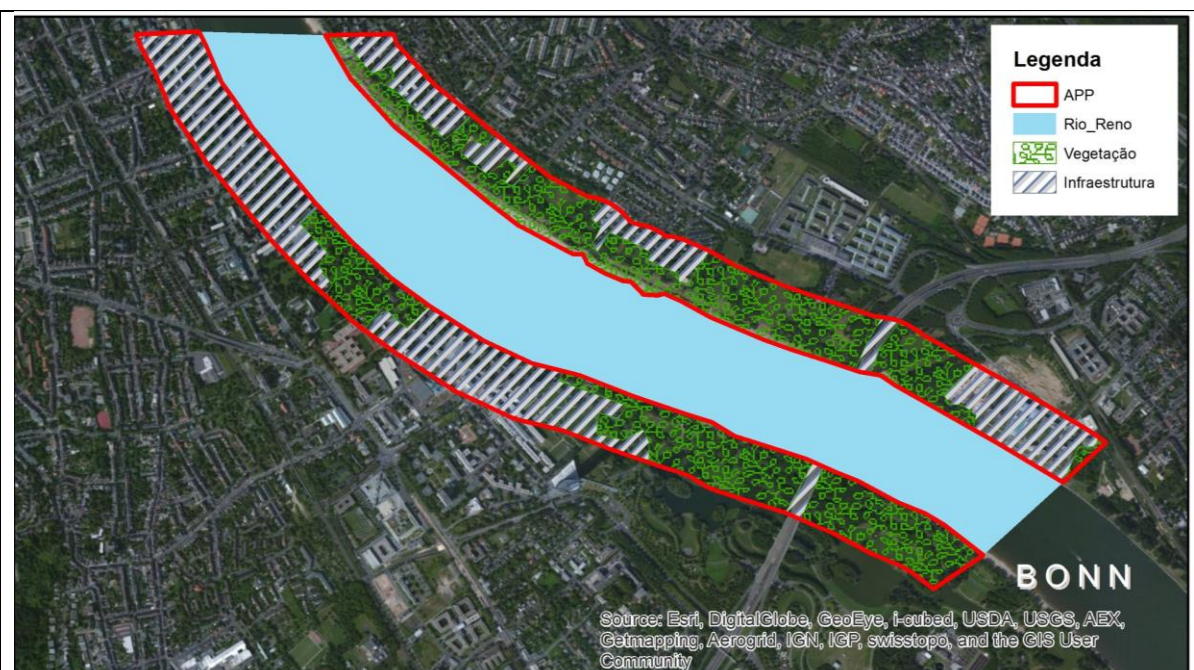 Legenda
APP
Rio_Reno
Vegetação
Infraestrutura
BONN
Source: Esri, DigitalGlobe, GeoEye, i-cubed, USDA, USGS, AEX,
Getmapping, Aerogrid, IGN, IGP, swisstopo, and the GIS User
Community